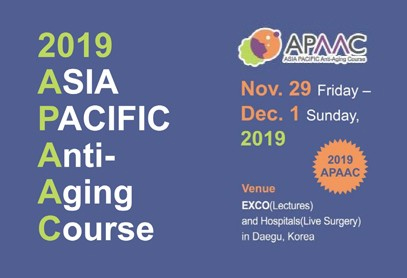 2019
ASIA
PACIFIC
Anti-
Aging
Course
APAAC
ASIA PACIFIC Anti-Aging Course
Nov. 29 Friday –
Dec. 1 Sunday,
2019
2019
APAAC
Venue
EXCO(Lectures)
and Hospitals(Live Surgery)
in Daegu, Korea